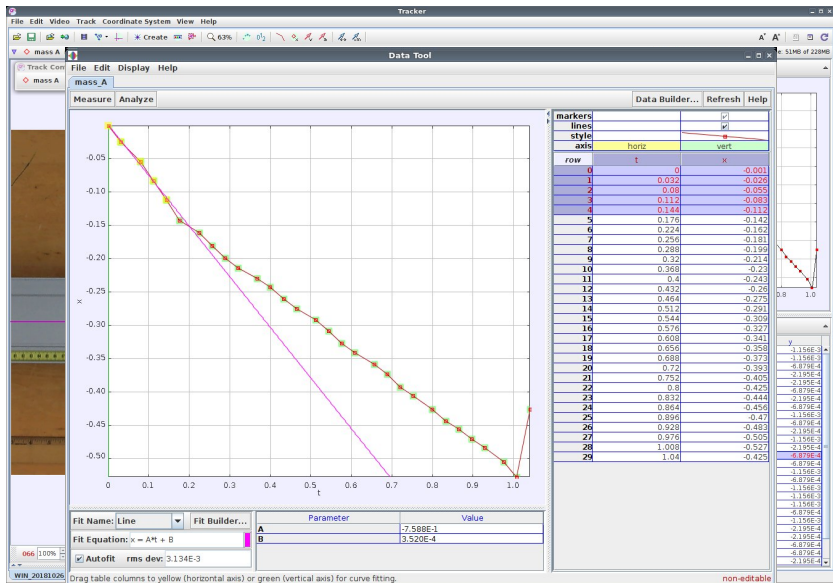 Tracker
File Edit Video Track Coordinate System View Help
Create 63%
mass A
51MB of 228MB
Track Con
mass A
Data Tool
File Edit Display Help
mass_A
Measure Analyze Data Builder... Refresh Help
markers
lines
style
axis horiz vert
row t x
0 0 -0.001
1 0.032 -0.026
2 0.08 -0.055
3 0.112 -0.083
4 0.144 -0.112
5 0.176 -0.142
6 0.224 -0.162
7 0.256 -0.181
8 0.288 -0.199
9 0.32 -0.214
10 0.368 -0.23
11 0.4 -0.243
12 0.432 -0.26
13 0.464 -0.275
14 0.512 -0.291
15 0.544 -0.309
16 0.576 -0.327
17 0.608 -0.341
18 0.656 -0.358
19 0.688 -0.373
20 0.72 -0.393
21 0.752 -0.405
22 0.8 -0.425
23 0.832 -0.444
24 0.864 -0.456
25 0.896 -0.47
26 0.928 -0.483
27 0.976 -0.505
28 1.008 -0.527
29 1.04 -0.425
-0.05
-0.10
-0.15
-0.20
-0.25
-0.30
-0.35
-0.40
-0.45
-0.50
x
0 0.1 0.2 0.3 0.4 0.5 0.6 0.7 0.8 0.9 1.0
t
0.8 1.0
y
-1.156E-3
-1.156E-3
-6.879E-4
-2.195E-4
-2.195E-4
-6.879E-4
-2.195E-4
-6.879E-4
-6.879E-4
-2.195E-4
-1.156E-3
-2.195E-4
-6.879E-4
-6.879E-4
-1.156E-3
-6.879E-4
-1.156E-3
-1.156E-3
-1.156E-3
-6.879E-4
-2.195E-4
-6.879E-4
-2.195E-4
-6.879E-4
-6.879E-4
-2.195E-4
Fit Name: Line Fit Builder...
Fit Equation: x = A*t + B
Autofit rms dev: 3.134E-3
Parameter Value
A -7.588E-1
B 3.520E-4
066 100%
WIN_20181026
Drag table columns to yellow (horizontal axis) or green (vertical axis) for curve fitting.
non-editable